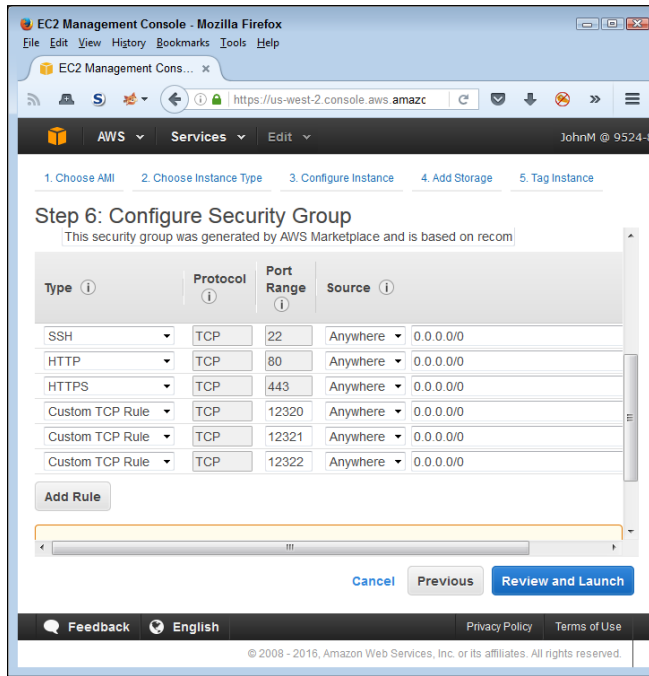 EC2 Management Console - Mozilla Firefox
File Edit View History Bookmarks Tools Help
EC2 Management Cons... ×
https://us-west-2.console.aws.amazc
AWS Services Edit JohnM @ 9524-
1. Choose AMI 2. Choose Instance Type 3. Configure Instance 4. Add Storage 5. Tag Instance
Step 6: Configure Security Group
This security group was generated by AWS Marketplace and is based on recom
Type Protocol Port Range Source
SSH TCP 22 Anywhere 0.0.0.0/0
HTTP TCP 80 Anywhere 0.0.0.0/0
HTTPS TCP 443 Anywhere 0.0.0.0/0
Custom TCP Rule TCP 12320 Anywhere 0.0.0.0/0
Custom TCP Rule TCP 12321 Anywhere 0.0.0.0/0
Custom TCP Rule TCP 12322 Anywhere 0.0.0.0/0
Add Rule
Cancel Previous Review and Launch
Feedback English Privacy Policy Terms of Use
© 2008 - 2016, Amazon Web Services, Inc. or its affiliates. All rights reserved.